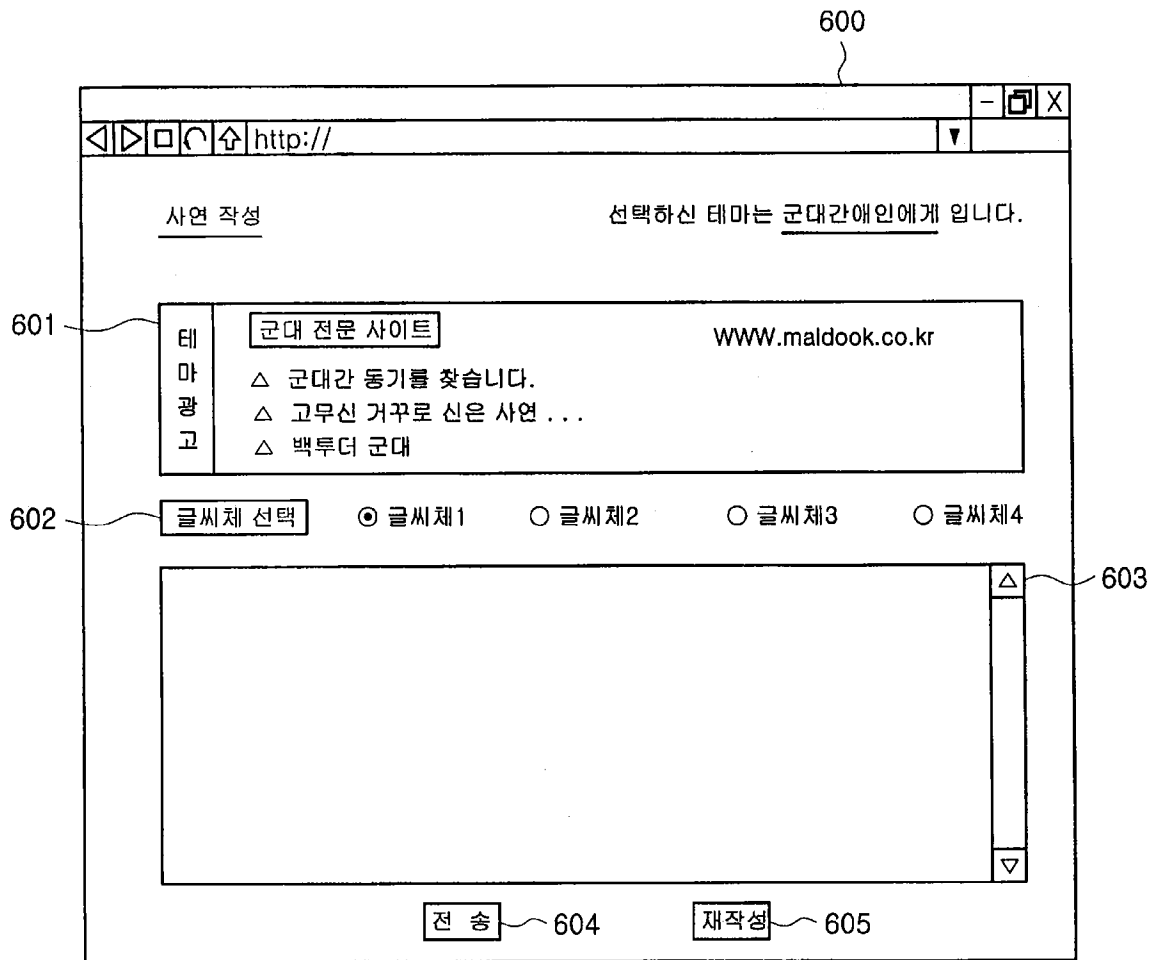 600
– X
http://
사연 작성 선택하신 테마는 군대간애인에게 입니다.
601
테마광고
군대 전문 사이트 WWW.maldook.co.kr
△ 군대간 동기를 찾습니다.
△ 고무신 거꾸로 신은 사연 . . .
△ 백투더 군대
602 글씨체 선택 글씨체1 글씨체2 글씨체3 글씨체4
603
전 송 604 재작성 605